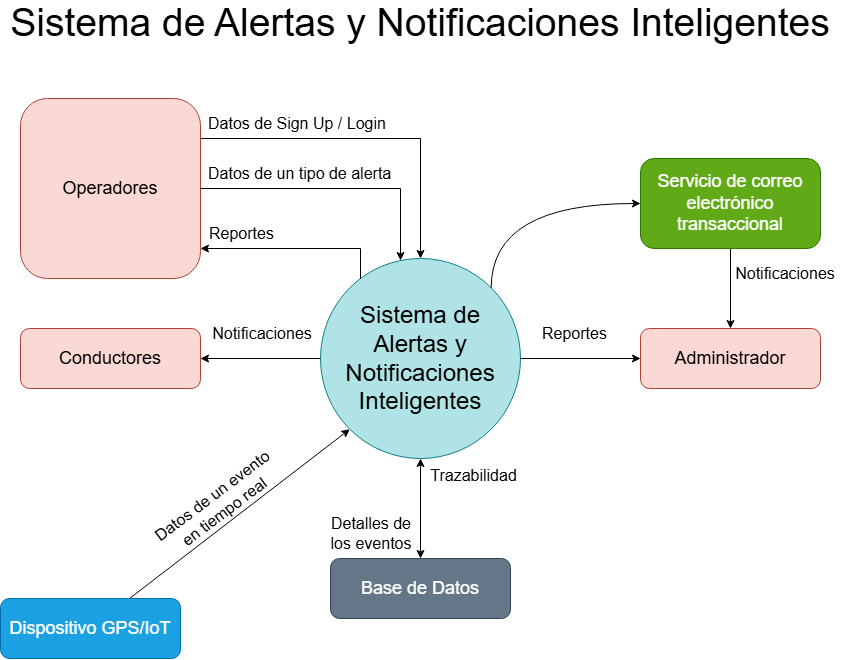 Sistema de Alertas y Notificaciones Inteligentes
Datos de Sign Up / Login
Operadores
Datos de un tipo de alerta
Reportes
Servicio de correo
electrónico
transaccional
Notificaciones
Sistema de
Alertas y
Notificaciones
Inteligentes
Notificaciones
Conductores
Reportes
Administrador
Datos de un evento
en tiempo real
Trazabilidad
Detalles de
los eventos
Base de Datos
Dispositivo GPS/IoT